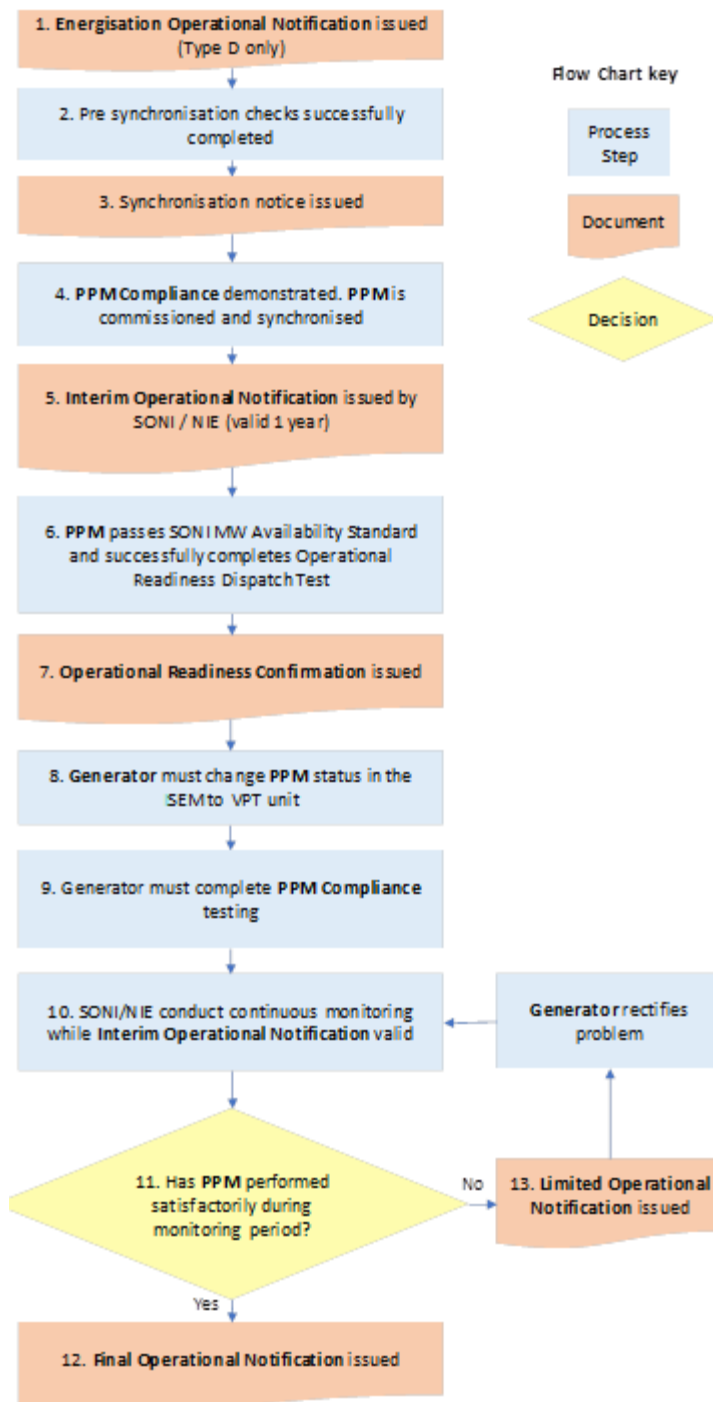 1. Energisation Operational Notification issued
(Type D only)
Flow Chart key
2. Pre synchronisation checks successfully
completed
Process
Step
3. Synchronisation notice issued
Document
4. PPM Compliance demonstrated. PPM is
commissioned and synchronised
Decision
5. Interim Operational Notification issued by
SONI / NIE (valid 1 year)
6. PPM passes SONI MW Availability Standard
and successfully completes Operational
Readiness Dispatch Test
7. Operational Readiness Confirmation issued
8. Generator must change PPM status in the
SEM to VPT unit
9. Generator must complete PPM Compliance
testing
10. SONI/NIE conduct continuous monitoring
while Interim Operational Notification valid
Generator rectifies
problem
11. Has PPM performed
satisfactorily during
monitoring period?
No
13. Limited Operational
Notification issued
Yes
12. Final Operational Notification issued